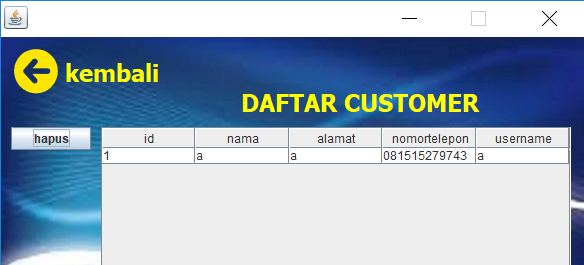 kembali
DAFTAR CUSTOMER
hapus
id nama alamat nomortelepon username
1 a a 081515279743 a